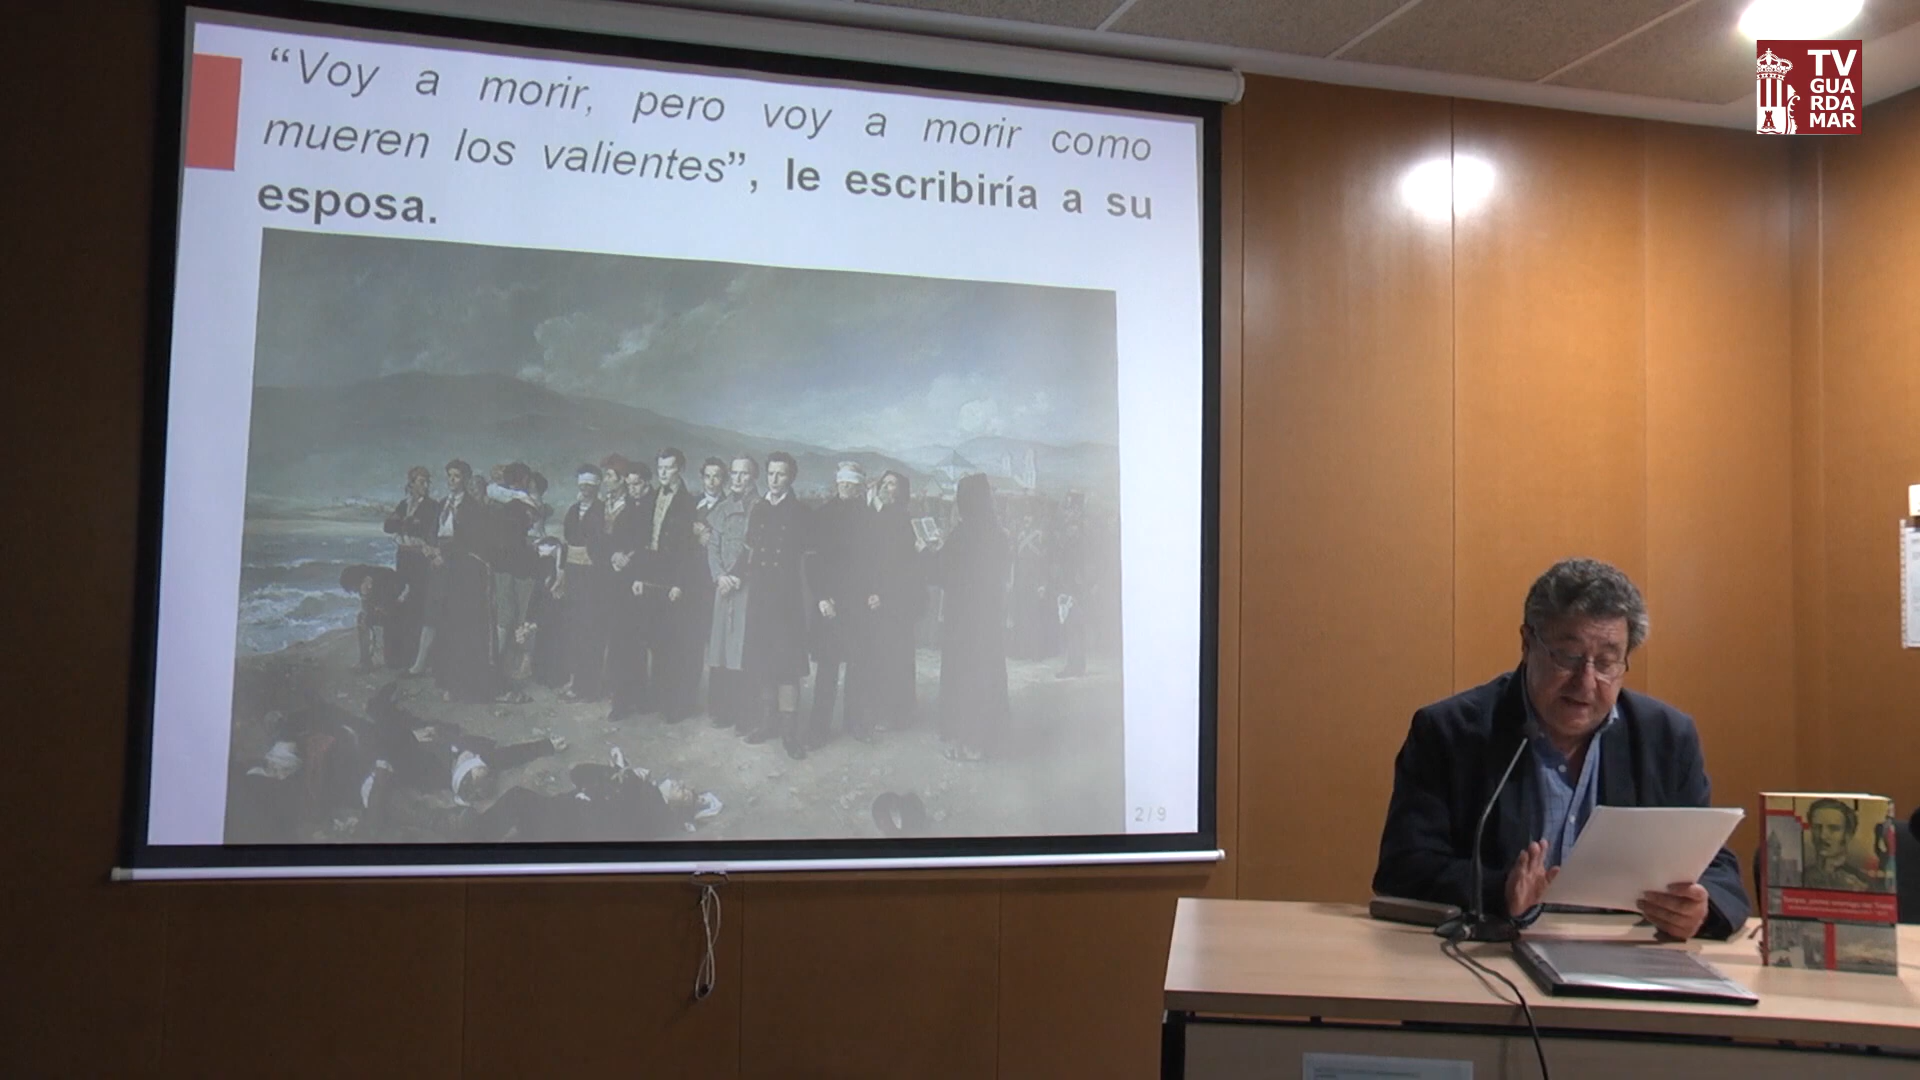 “Voy a morir, pero voy a morir como
mueren los valientes”, le escribiría a su
esposa.
2 / 9
TV
GUA
RDA
MAR